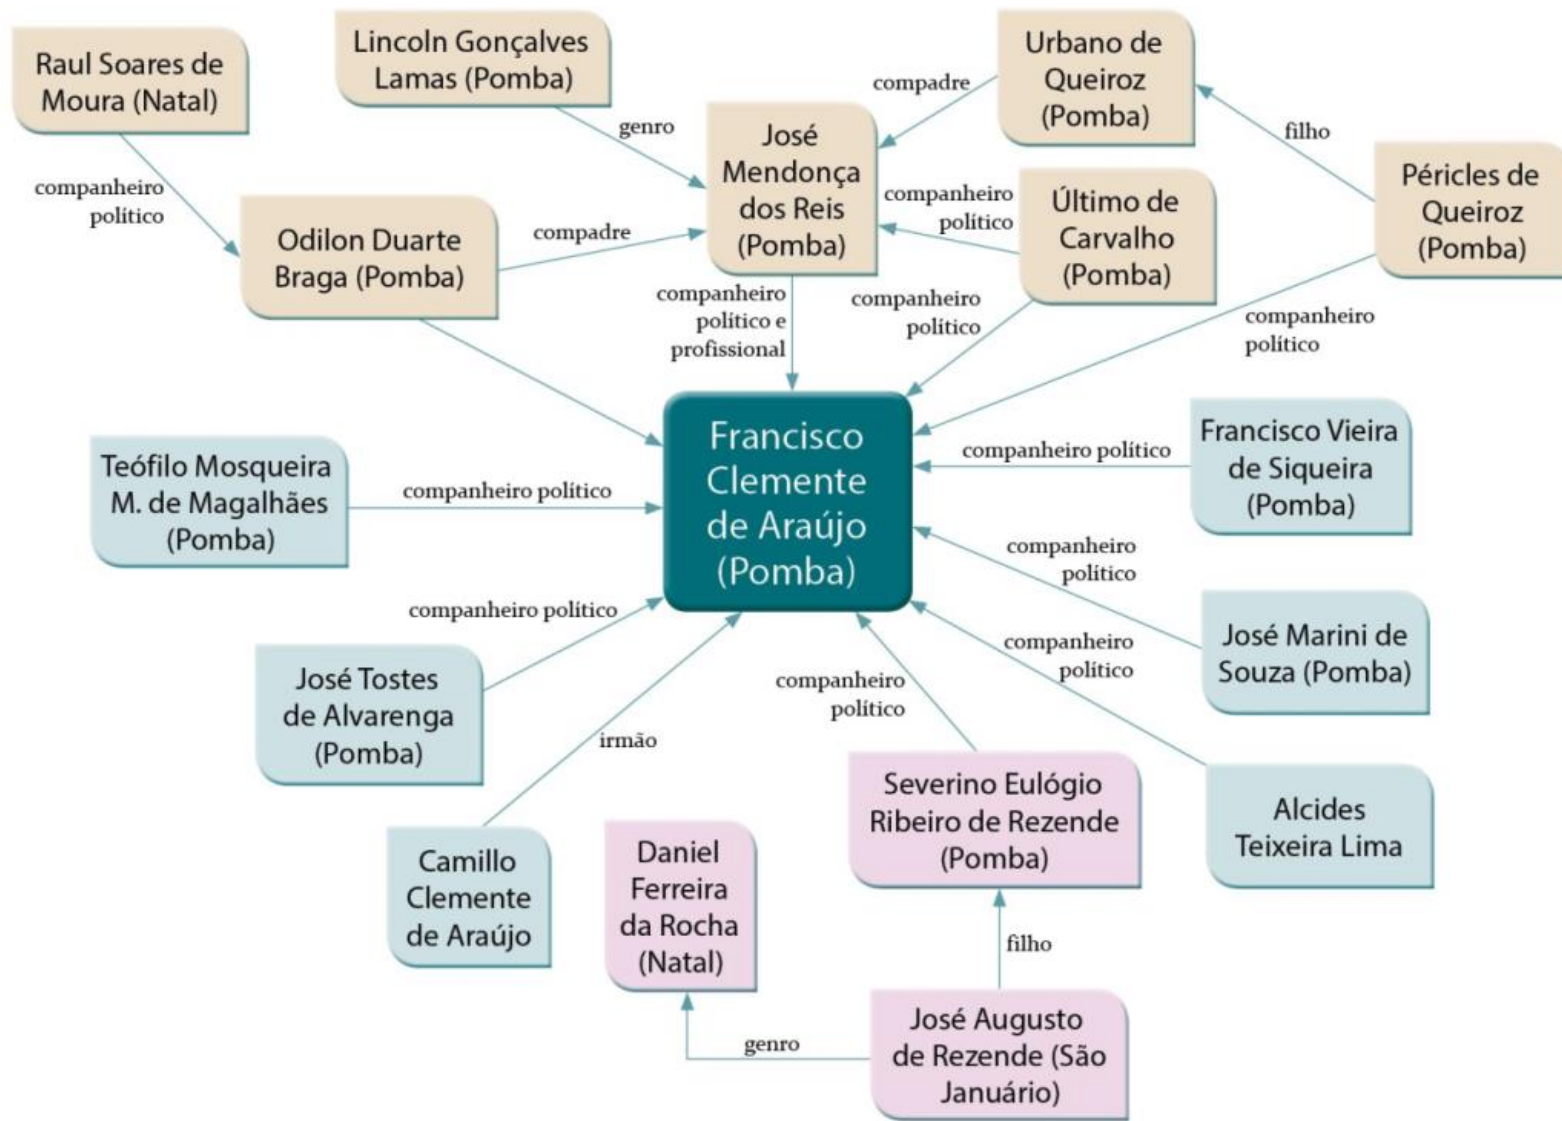 Raul Soares de
Moura (Natal)
Lincoln Gonçalves
Lamas (Pomba)
Urbano de
Queiroz
(Pomba)
compadre
genro
José
Mendonça
dos Reis
(Pomba)
filho
Péricles de
Queiroz
(Pomba)
companheiro
político
Odilon Duarte
Braga (Pomba)
compadre
companheiro
político
Último de
Carvalho
(Pomba)
companheiro
político e
profissional
companheiro
político
companheiro
político
Francisco
Clemente
de Araújo
(Pomba)
Teófilo Mosqueira
M. de Magalhães
(Pomba)
companheiro político
companheiro político
Francisco Vieira
de Siqueira
(Pomba)
companheiro
político
José Marini de
Souza (Pomba)
companheiro político
José Tostes
de Alvarenga
(Pomba)
companheiro
político
companheiro
político
irmão
Alcides
Teixeira Lima
Severino Eulógio
Ribeiro de Rezende
(Pomba)
Camillo
Clemente
de Araújo
Daniel
Ferreira
da Rocha
(Natal)
filho
genro
José Augusto
de Rezende (São
Januário)